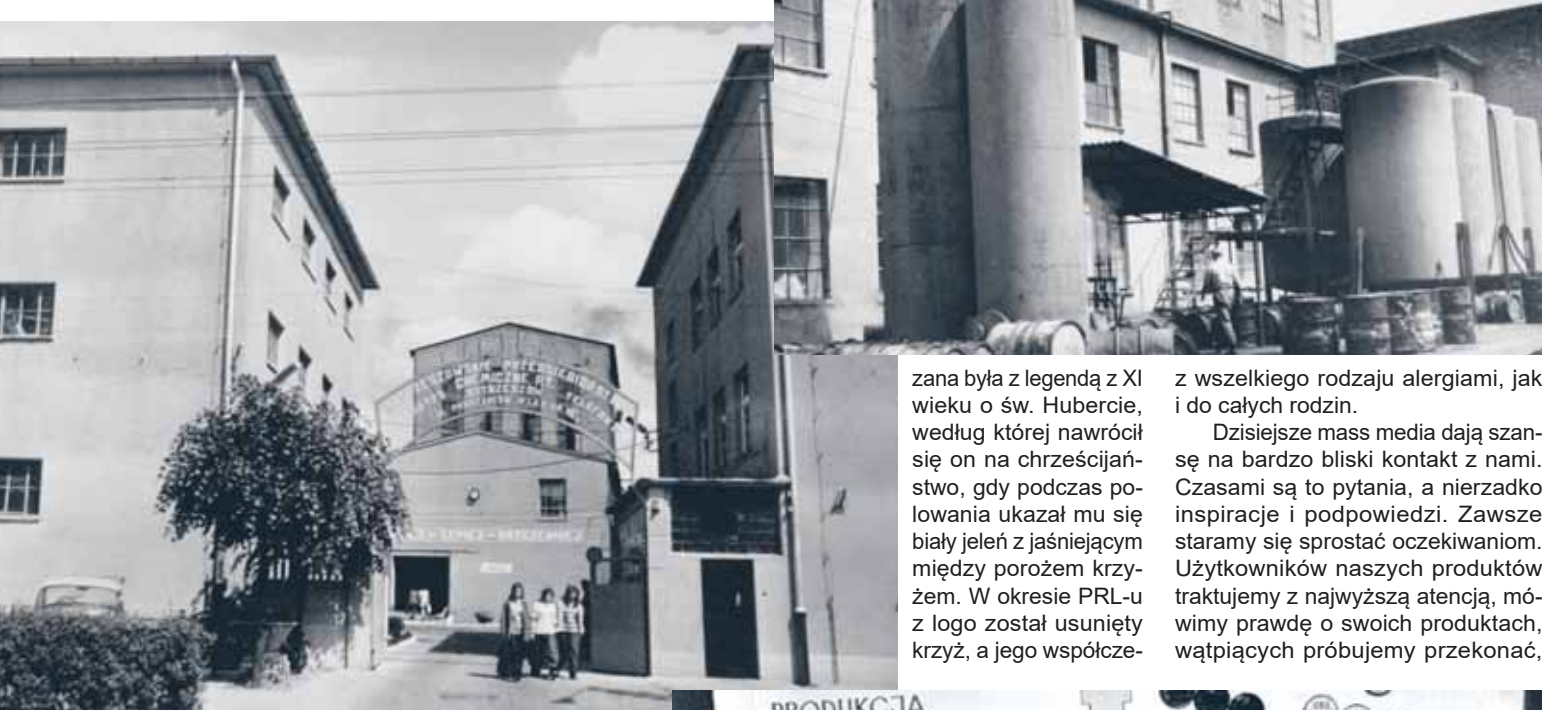 zana była z legendą z XI
wieku o św. Hubercie,
według której nawrócił
się on na chrześcijań-
stwo, gdy podczas po-
lowania ukazał mu się
biały jeleń z jaśniejącym
między porożem krzy-
żem. W okresie PRL-u
z logo został usunięty
krzyż, a jego współcze-
z wszelkiego rodzaju alergiami, jak
i do całych rodzin.
Dzisiejsze mass media dają szan-
sę na bardzo bliski kontakt z nami.
Czasami są to pytania, a nierzadko
inspiracje i podpowiedzi. Zawsze
staramy się sprostać oczekiwaniom.
Użytkowników naszych produktów
traktujemy z najwyższą atencją, mó-
wimy prawdę o swoich produktach,
wątpiących próbujemy przekonać,
PRODUKCJA